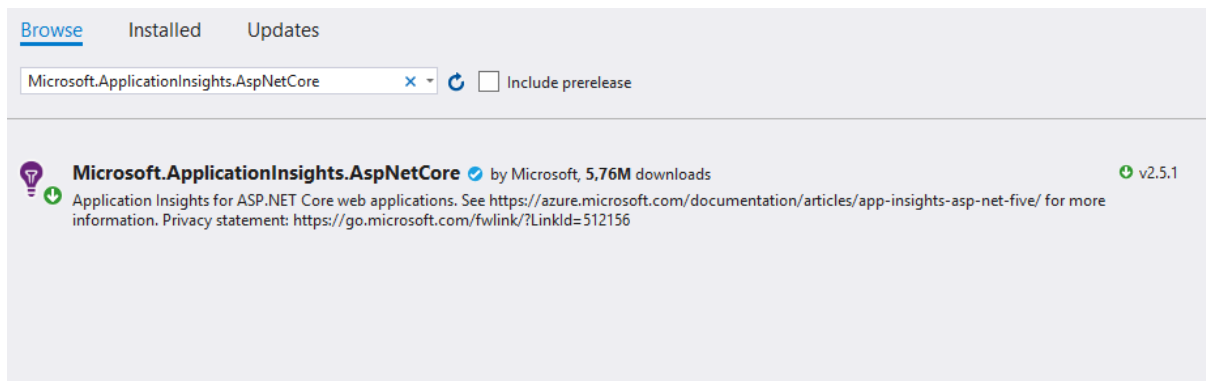 Browse Installed Updates
Microsoft.ApplicationInsights.AspNetCore Include prerelease
Microsoft.ApplicationInsights.AspNetCore by Microsoft, 5,76M downloads v2.5.1
Application Insights for ASP.NET Core web applications. See https://azure.microsoft.com/documentation/articles/app-insights-asp-net-five/ for more
information. Privacy statement: https://go.microsoft.com/fwlink/?LinkId=512156